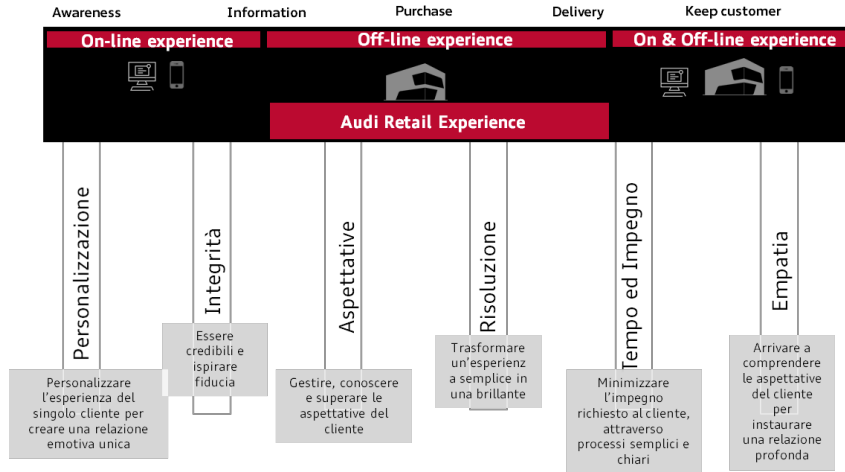 Awareness
Information
Purchase
Delivery
Keep customer
On-line experience
Off-line experience
On & Off-line experience
Audi Retail Experience
Personalizzazione
Integrità
Aspettative
Risoluzione
Tempo ed Impegno
Empatia
Personalizzare
l'esperienza del
singolo cliente per
creare una relazione
emotiva unica
Essere
credibili e
ispirare
fiducia
Gestire, conoscere
e superare le
aspettative del
cliente
Trasformare
un'esperienz
a semplice in
una brillante
Minimizzare
l'impegno
richiesto al cliente,
attraverso
processi semplici e
chiari
Arrivare a
comprendere
le aspettative
del cliente
per
instaurare
una relazione
profonda